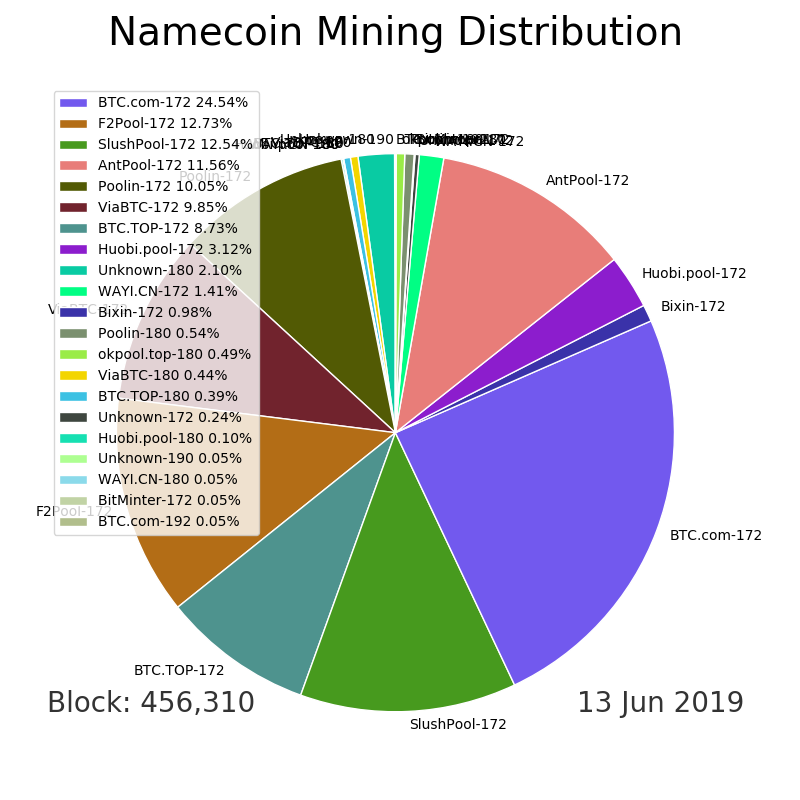 Namecoin Mining Distribution
BTC.com-172 24.54%
F2Pool-172 12.73%
SlushPool-172 12.54%
AntPool-172 11.56%
Poolin-172 10.05%
ViaBTC-172 9.85%
BTC.TOP-172 8.73%
Huobi.pool-172 3.12%
Unknown-180 2.10%
WAYI.CN-172 1.41%
Bixin-172 0.98%
Poolin-180 0.54%
okpool.top-180 0.49%
ViaBTC-180 0.44%
BTC.TOP-180 0.39%
Unknown-172 0.24%
Huobi.pool-180 0.10%
Unknown-190 0.05%
WAYI.CN-180 0.05%
BitMinter-172 0.05%
BTC.com-192 0.05%
Poolin-172
AntPool-172
Huobi.pool-172
Bixin-172
F2Pool-172
BTC.com-172
BTC.TOP-172
SlushPool-172
Block: 456,310
13 Jun 2019